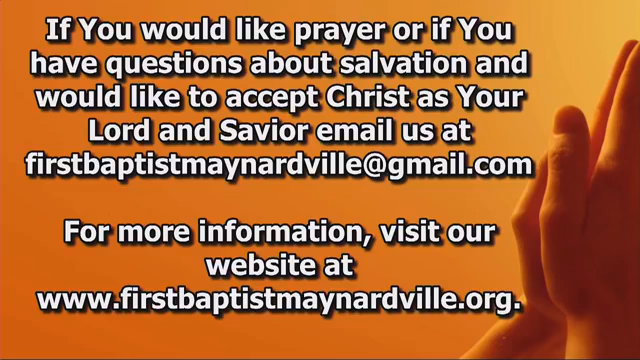 If You would like prayer or if You
have questions about salvation and
would like to accept Christ as Your
Lord and Savior email us at
firstbaptistmaynardville@gmail.com
For more information, visit our
website at
www.firstbaptistmaynardville.org.